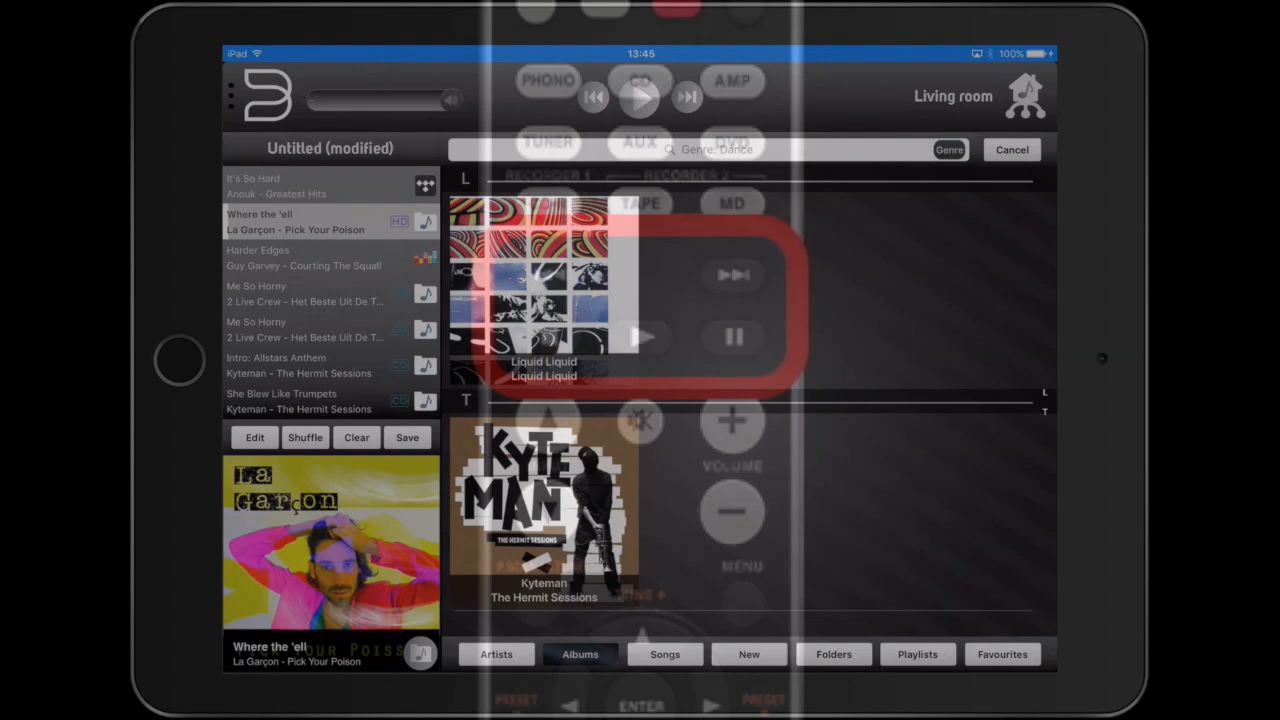 iPad
13:45
100%
PHONO
CD
AMP
Living room
TUNER
AUX
DVD
Untitled (modified)
Genre: Dance
Genre
Cancel
RECORDER 1
RECORDER 2
It's So Hard
Anouk - Greatest Hits
L
TAPE
MD
Where the 'ell
La Garçon - Pick Your Poison
HD
Harder Edges
Guy Garvey - Courting The Squall
Me So Horny
2 Live Crew - Het Beste Uit De T...
Me So Horny
2 Live Crew - Het Beste Uit De T...
Intro: Allstars Anthem
Kyteman - The Hermit Sessions
CD
She Blew Like Trumpets
Kyteman - The Hermit Sessions
CD
Liquid Liquid
Liquid Liquid
T
L
T
Edit
Shuffle
Clear
Save
VOLUME
La
Garçon
KYTE
MAN
THE HERMIT SESSIONS
MENU
Kyteman
The Hermit Sessions
Where the 'ell
La Garçon - Pick Your Poison
Artists
Albums
Songs
New
Folders
Playlists
Favourites
PRESET
ENTER
PRESET